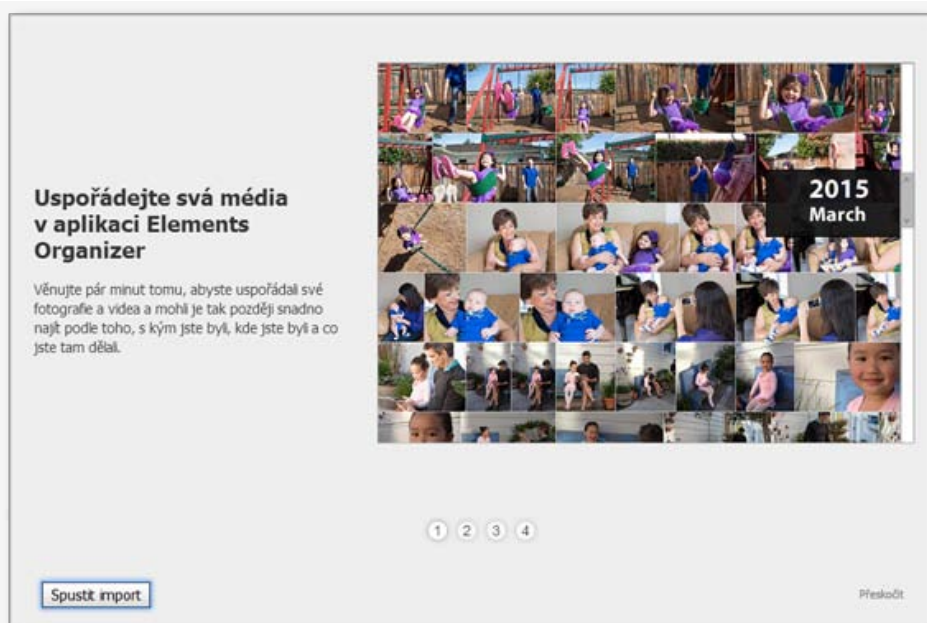 Uspořádejte svá média
v aplikaci Elements
Organizer
Věnujte pár minut tomu, abyste uspořádali své
fotografie a videa a mohli je tak později snadno
najít podle toho, s kým jste byli, kde jste byli a co
jste tam dělali.
2015
March
1 2 3 4
Spustit import
Přeskočit